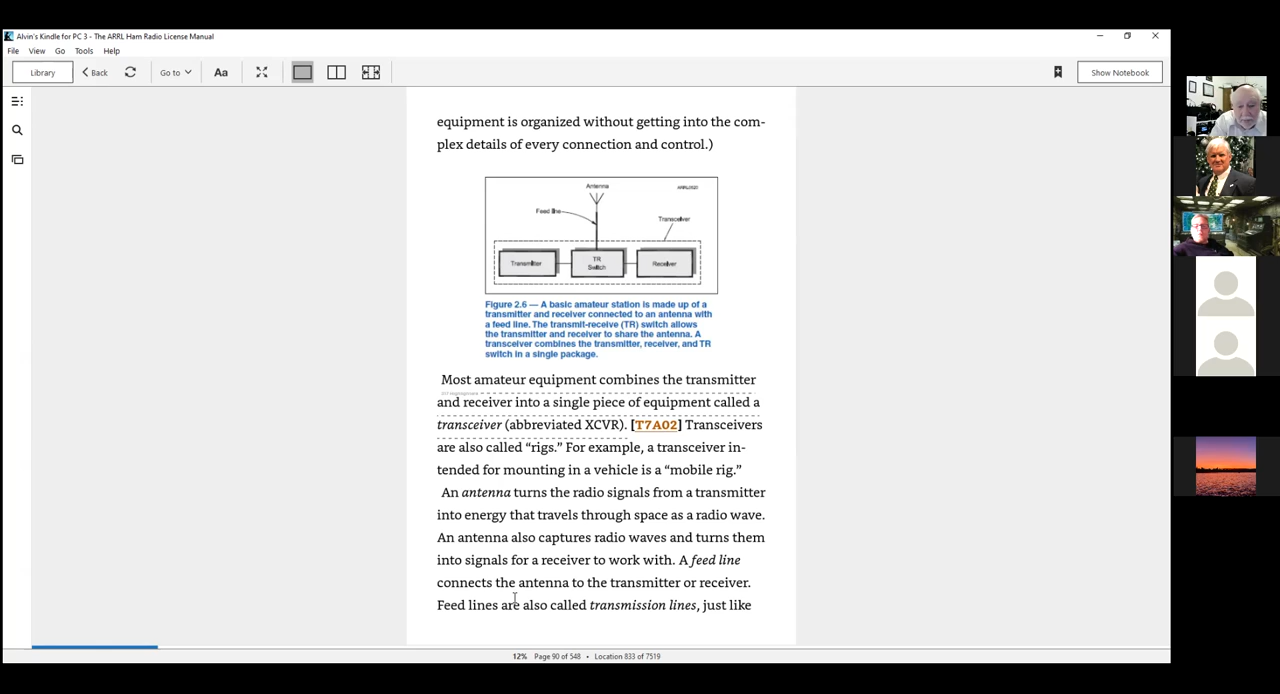 Alvin's Kindle for PC 3 - The ARRL Ham Radio License Manual
File View Go Tools Help
Library Back Go to Aa Show Notebook
equipment is organized without getting into the com-
plex details of every connection and control.)
Antenna
Feed line
Transceiver
Transmitter
TR
Switch
Receiver
Figure 2.6 — A basic amateur station is made up of a
transmitter and receiver connected to an antenna with
a feed line. The transmit-receive (TR) switch allows
the transmitter and receiver to share the antenna. A
transceiver combines the transmitter, receiver, and TR
switch in a single package.
Most amateur equipment combines the transmitter
and receiver into a single piece of equipment called a
transceiver (abbreviated XCVR). [T7A02] Transceivers
are also called “rigs.” For example, a transceiver in-
tended for mounting in a vehicle is a “mobile rig.”
An antenna turns the radio signals from a transmitter
into energy that travels through space as a radio wave.
An antenna also captures radio waves and turns them
into signals for a receiver to work with. A feed line
connects the antenna to the transmitter or receiver.
Feed lines are also called transmission lines, just like
12% Page 90 of 548 • Location 833 of 7519